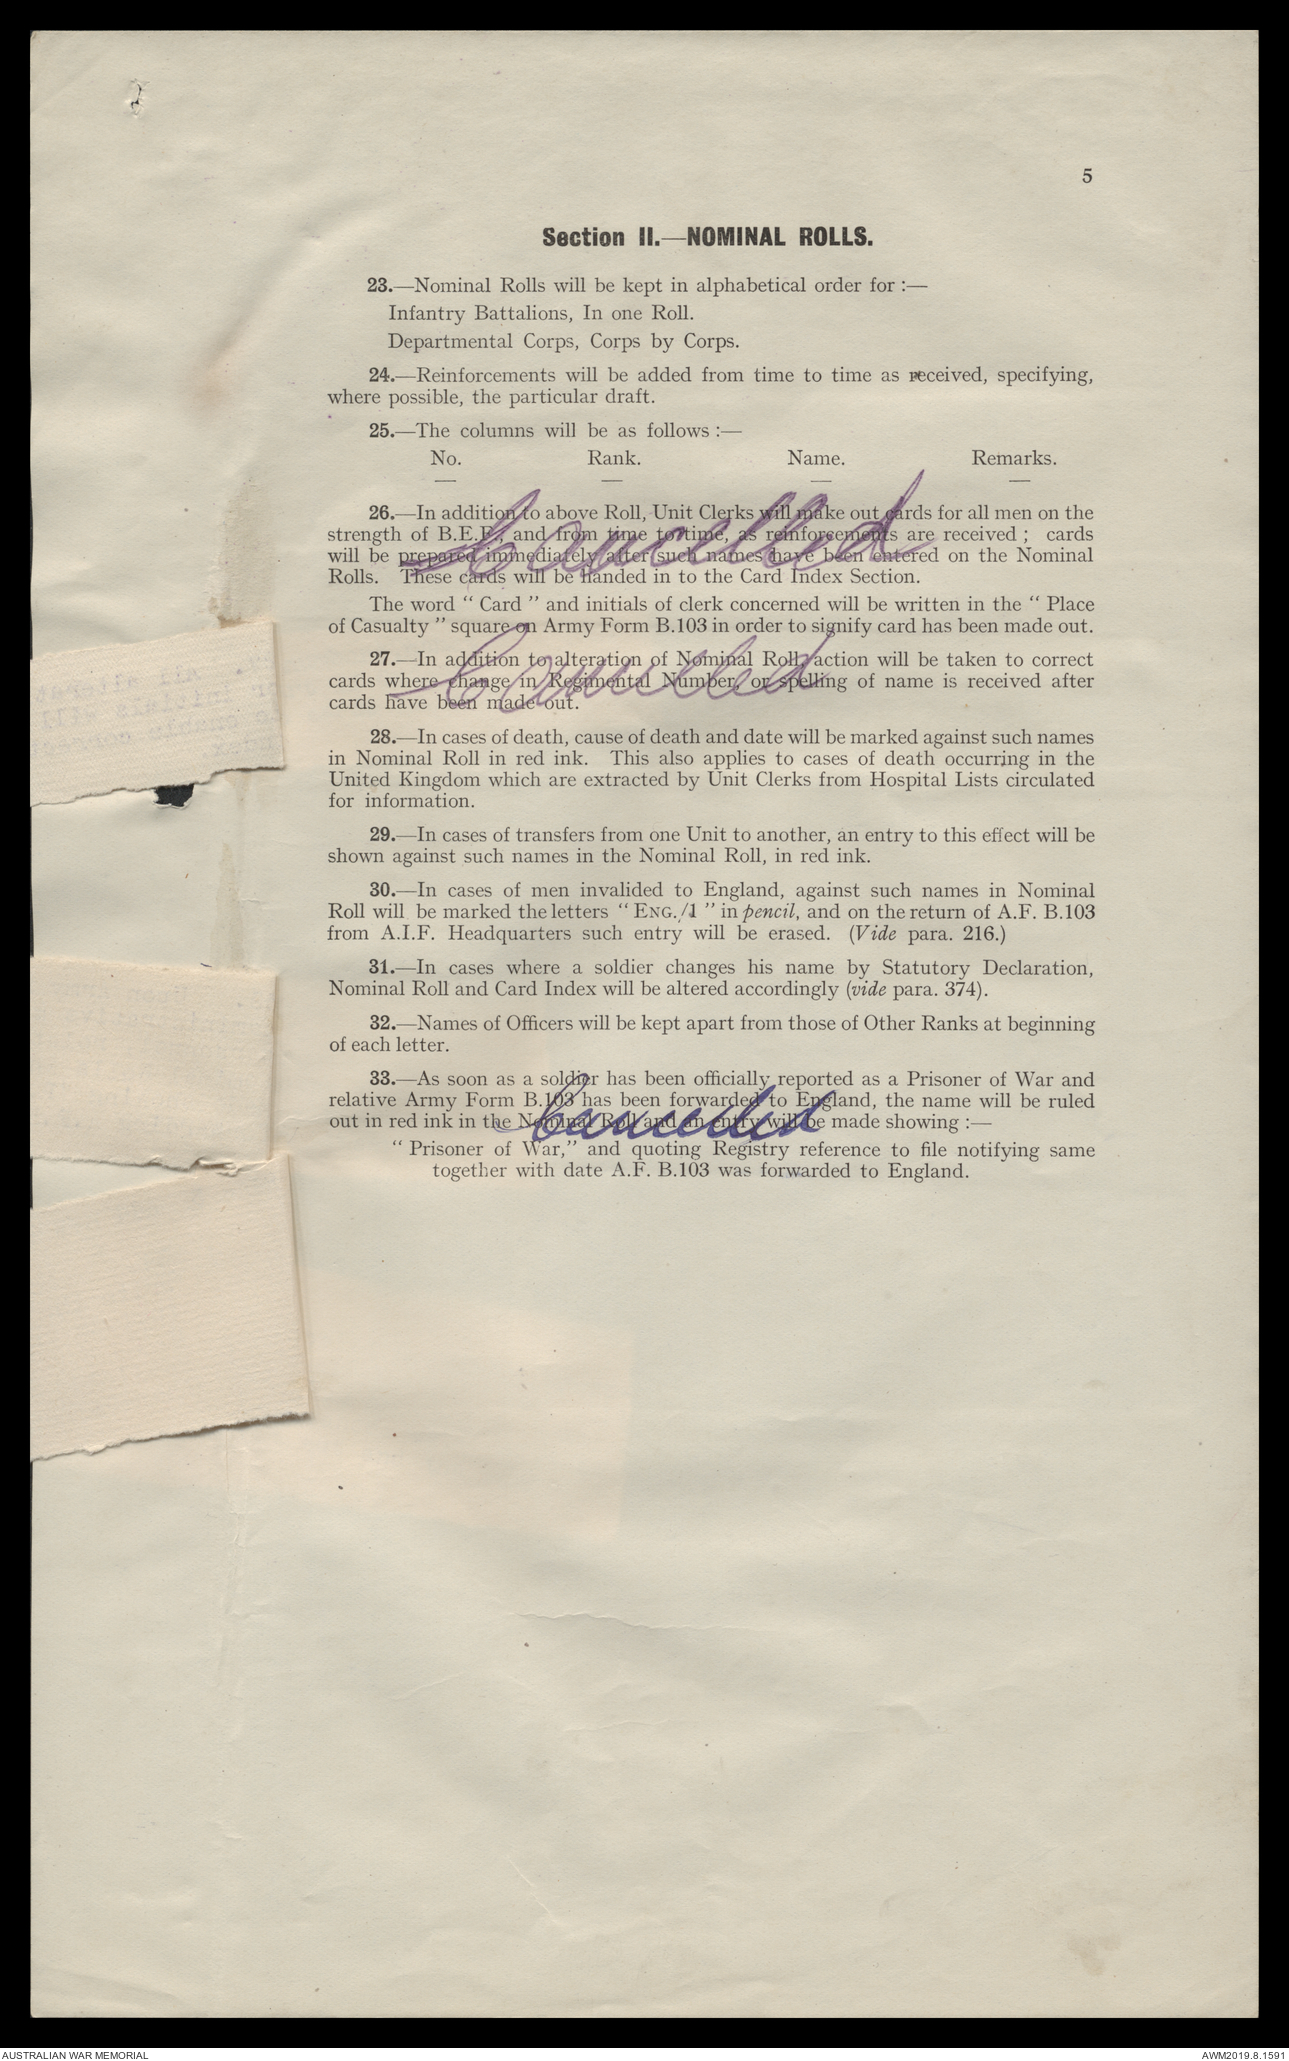 5
Section II.—NOMINAL ROLLS.
23.—Nominal Rolls will be kept in alphabetical order for :—
Infantry Battalions, In one Roll.
Departmental Corps, Corps by Corps.
24.—Reinforcements will be added from time to time as received, specifying,
where possible, the particular draft.
25.—The columns will be as follows :—
No. Rank. Name. Remarks.
— — — —
26.—In addition to above Roll, Unit Clerks will make out cards for all men on the
strength of B.E.F., and from time to time, as reinforcements are received ; cards
will be prepared immediately after such names have been entered on the Nominal
Rolls. These cards will be handed in to the Card Index Section.
Cancelled
The word “ Card ” and initials of clerk concerned will be written in the “ Place
of Casualty ” square on Army Form B.103 in order to signify card has been made out.
27.—In addition to alteration of Nominal Roll, action will be taken to correct
cards where change in Regimental Number, or spelling of name is received after
cards have been made out.
Cancelled
28.—In cases of death, cause of death and date will be marked against such names
in Nominal Roll in red ink. This also applies to cases of death occurring in the
United Kingdom which are extracted by Unit Clerks from Hospital Lists circulated
for information.
29.—In cases of transfers from one Unit to another, an entry to this effect will be
shown against such names in the Nominal Roll, in red ink.
30.—In cases of men invalided to England, against such names in Nominal
Roll will be marked the letters “ ENG./1 ” in pencil, and on the return of A.F. B.103
from A.I.F. Headquarters such entry will be erased. (Vide para. 216.)
31.—In cases where a soldier changes his name by Statutory Declaration,
Nominal Roll and Card Index will be altered accordingly (vide para. 374).
32.—Names of Officers will be kept apart from those of Other Ranks at beginning
of each letter.
33.—As soon as a soldier has been officially reported as a Prisoner of War and
relative Army Form B.103 has been forwarded to England, the name will be ruled
out in red ink in the Nominal Roll and an entry will be made showing :—
Cancelled
“ Prisoner of War,” and quoting Registry reference to file notifying same
together with date A.F. B.103 was forwarded to England.
AUSTRALIAN WAR MEMORIAL
AWM2019.8.1591